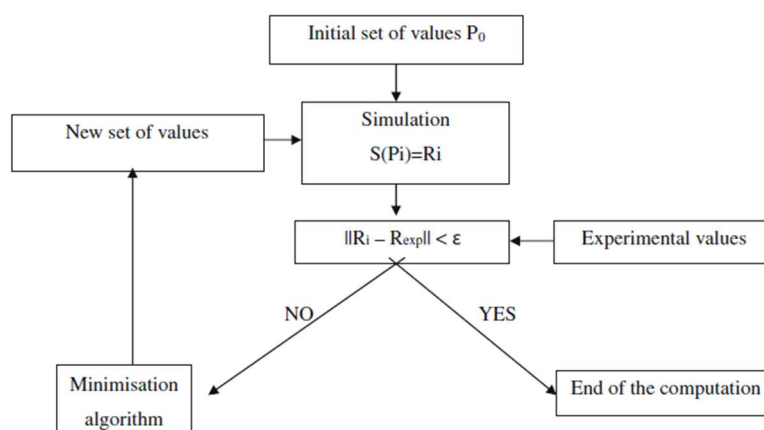 Initial set of values P₀
New set of values
Simulation
S(Pi)=Ri
||Ri – Rexp|| < ε
Experimental values
NO
YES
Minimisation
algorithm
End of the computation